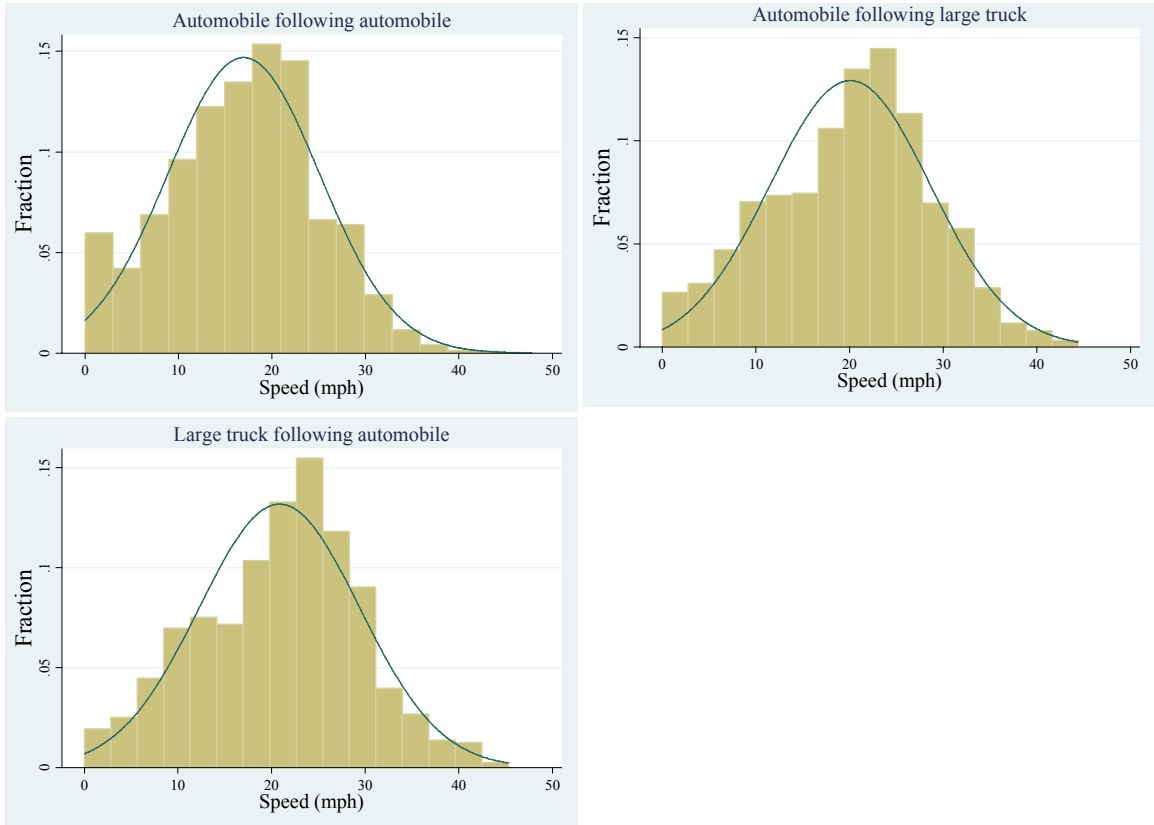 Automobile following automobile
Fraction
.15
.1
.05
0
0 10 20 30 40 50
Speed (mph)
Automobile following large truck
Fraction
.15
.1
.05
0
0 10 20 30 40 50
Speed (mph)
Large truck following automobile
Fraction
.15
.1
.05
0
0 10 20 30 40 50
Speed (mph)